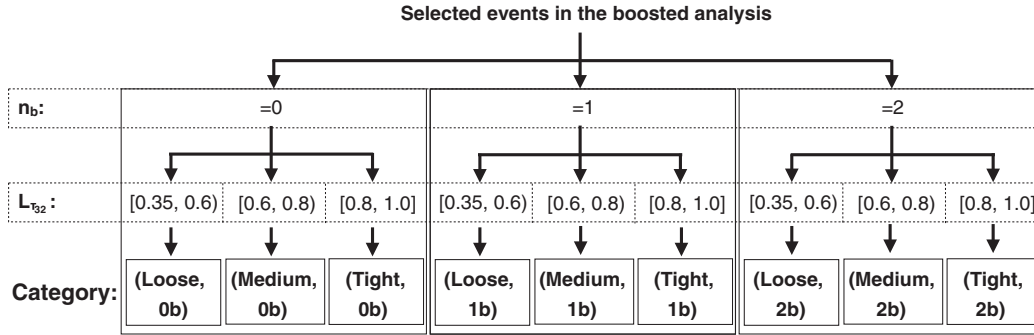 Selected events in the boosted analysis
n_b: =0 =1 =2
L_τ32: [0.35, 0.6) [0.6, 0.8) [0.8, 1.0] [0.35, 0.6) [0.6, 0.8) [0.8, 1.0] [0.35, 0.6) [0.6, 0.8) [0.8, 1.0]
Category: (Loose, 0b) (Medium, 0b) (Tight, 0b) (Loose, 1b) (Medium, 1b) (Tight, 1b) (Loose, 2b) (Medium, 2b) (Tight, 2b)